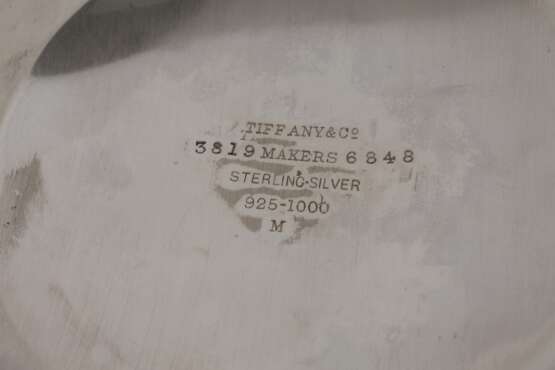 TIFFANY & Cº
3819 MAKERS 6848
STERLING-SILVER
925-1000
M